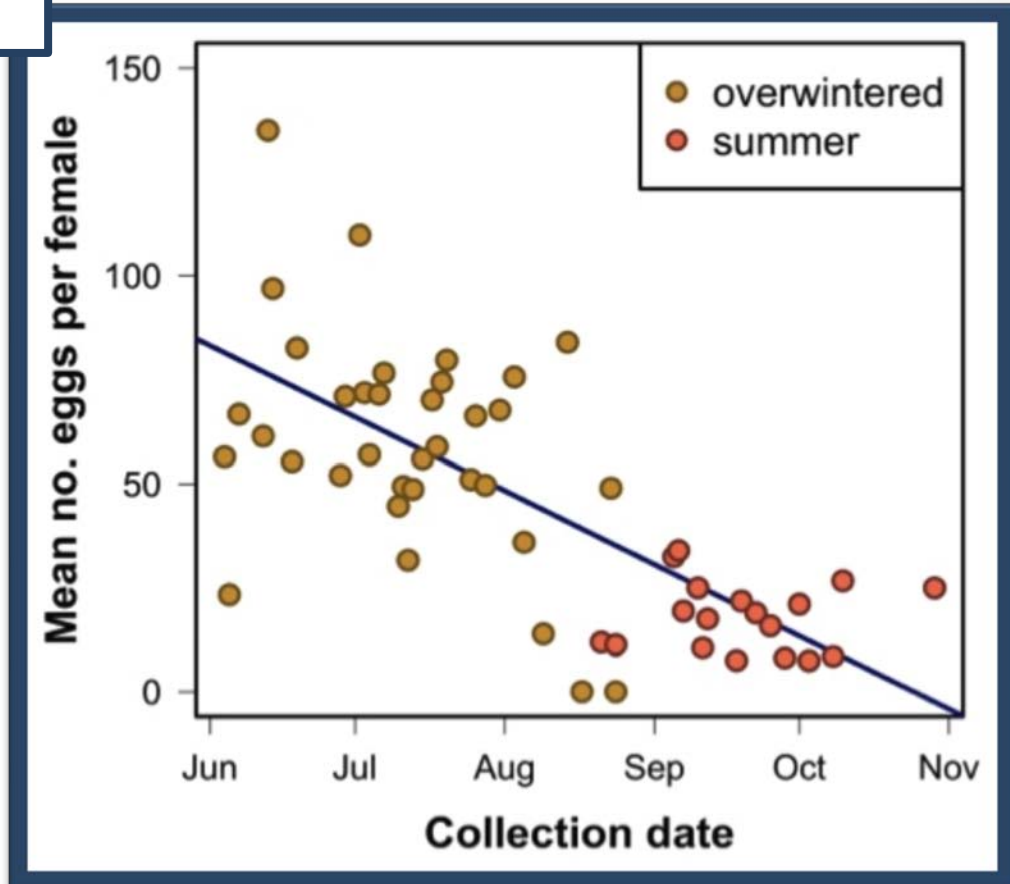 150
100
50
0
Mean no. eggs per female
overwintered
summer
Jun Jul Aug Sep Oct Nov
Collection date